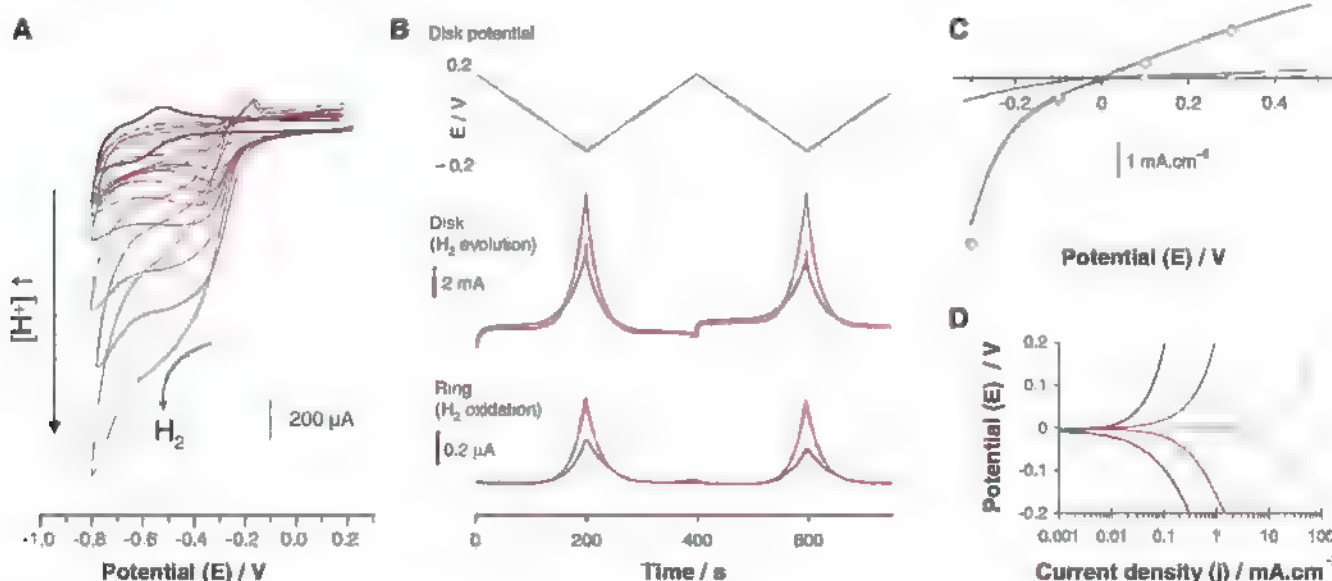 A
[H+] ↑
H2
200 µA
-1.0 -0.8 -0.6 -0.4 -0.2 0.0 0.2
Potential (E) / V
B
Disk potential
0.2
E / V
- 0.2
Disk
(H2 evolution)
2 mA
Ring
(H2 oxidation)
0.2 µA
0 200 400 600
Time / s
C
-0.2 0 0.2 0.4
1 mA.cm
Potential (E) / V
D
Potential (E) / V
0.2
0.1
0
-0.1
-0.2
0.001 0.01 0.1 1 10 100
Current density (j) / mA.cm